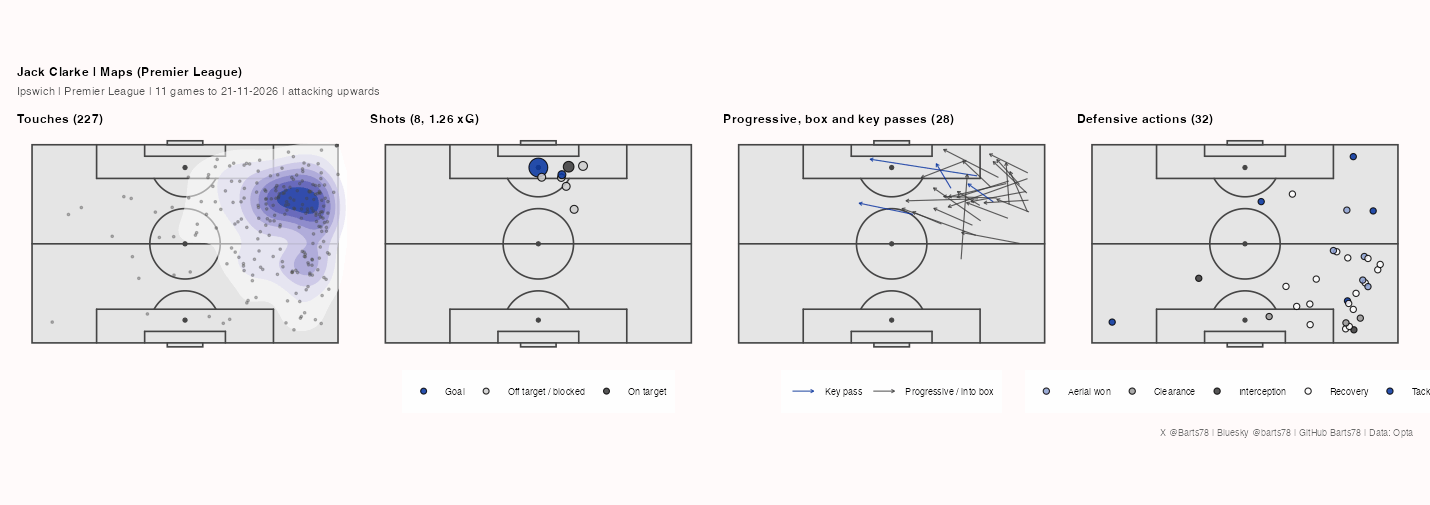 Jack Clarke | Maps (Premier League)
Ipswich | Premier League | 11 games to 21-11-2026 | attacking upwards
Touches (227)
Shots (8, 1.26 xG)
Progressive, box and key passes (28)
Defensive actions (32)
Goal
Off target / blocked
On target
Key pass
Progressive / Into box
Aerial won
Clearance
Interception
Recovery
Tack
X @Barts78 | Bluesky @barts78 | GitHub Barts78 | Data: Opta